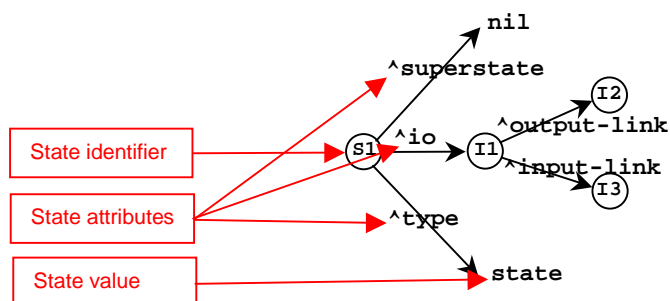 nil
^superstate
I2
^output-link
State identifier
S1
^io
I1
^input-link
I3
State attributes
^type
State value
state